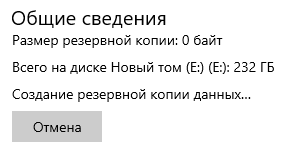 Общие сведения
Размер резервной копии: 0 байт
Всего на диске Новый том (E:) (E:): 232 ГБ
Создание резервной копии данных...
Отмена